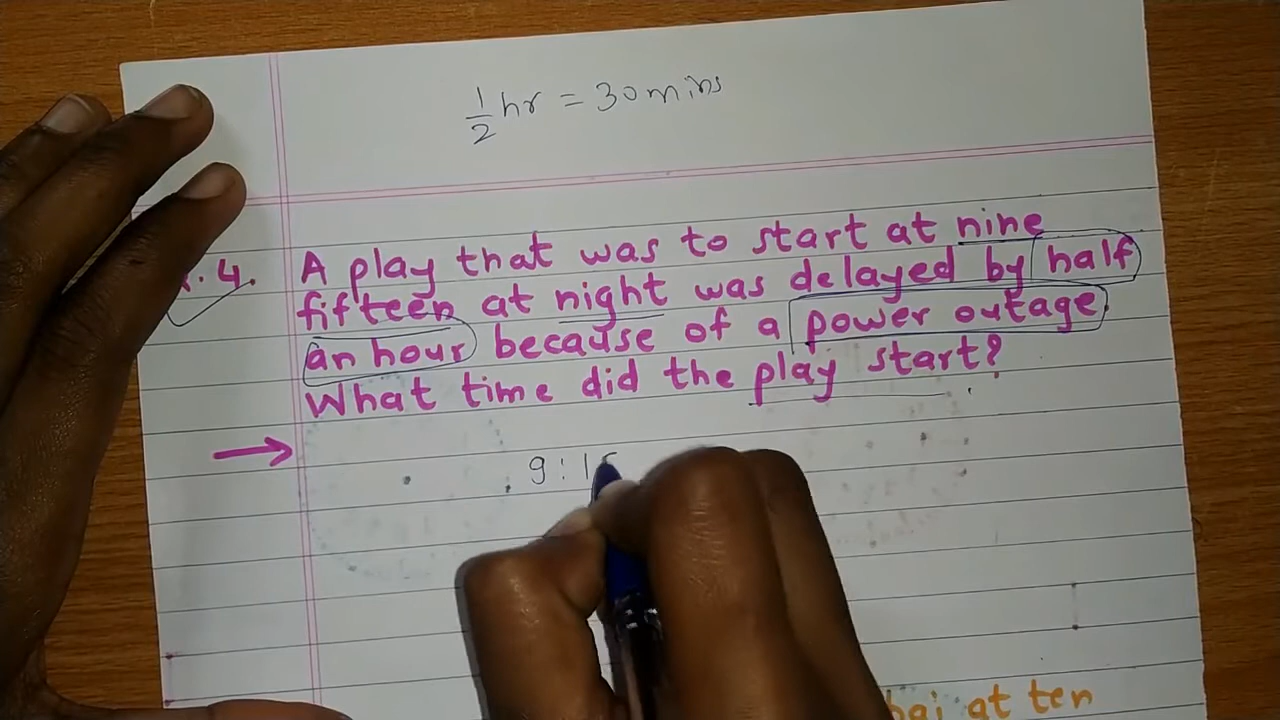 1/2 hr = 30 mins
.4. A play that was to start at nine
fifteen at night was delayed by half
an hour because of a power outage
What time did the play start?
9:15
at ten